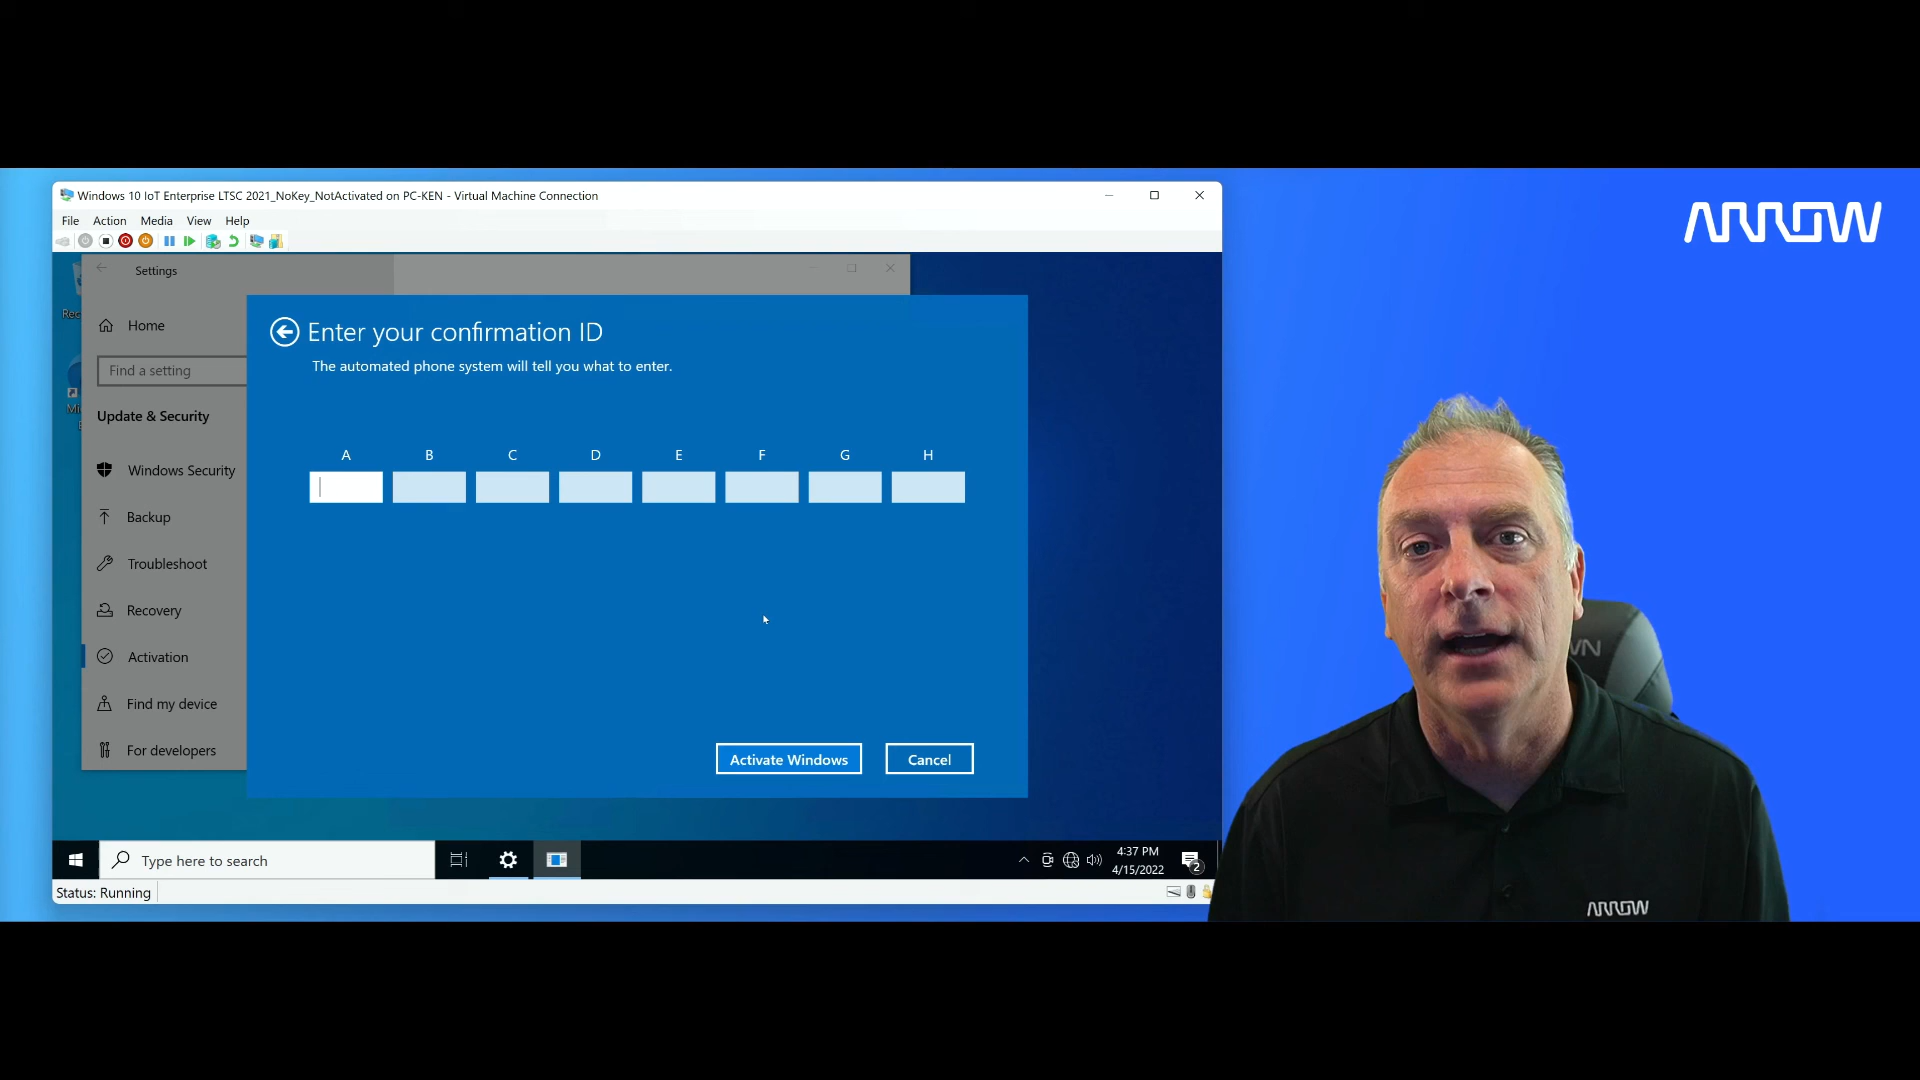 Windows 10 IoT Enterprise LTSC 2021_NoKey_NotActivated on PC-KEN - Virtual Machine Connection
File Action Media View Help
ARROW
Settings
Enter your confirmation ID
The automated phone system will tell you what to enter.
Home
Find a setting
Update & Security
Windows Security
Backup
Troubleshoot
Recovery
Activation
Find my device
For developers
A B C D E F G H
Activate Windows Cancel
Type here to search
4:37 PM
4/15/2022
2
Status: Running
ARROW